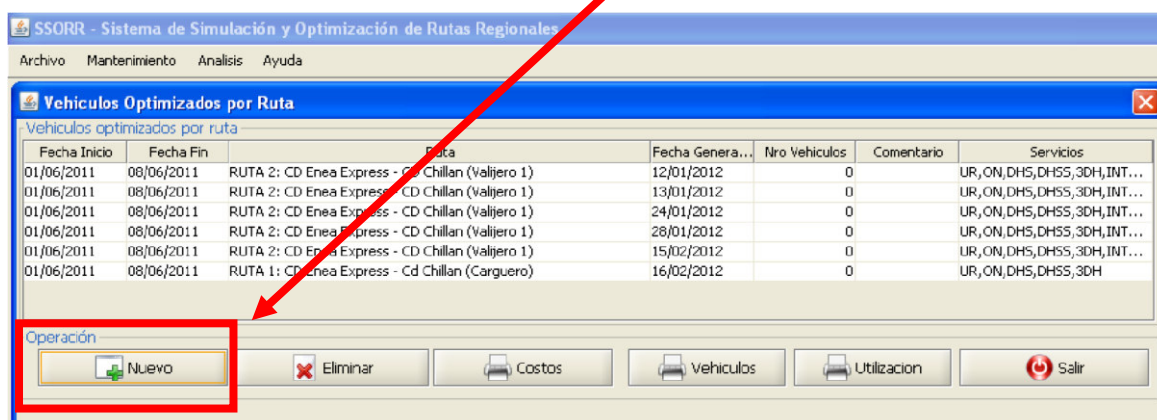 SSORR - Sistema de Simulación y Optimización de Rutas Regionales
Archivo Mantenimiento Analisis Ayuda
Vehiculos Optimizados por Ruta
Vehiculos optimizados por ruta
Fecha Inicio Fecha Fin Ruta Fecha Genera... Nro Vehiculos Comentario Servicios
01/06/2011 08/06/2011 RUTA 2: CD Enea Express - CD Chillan (Valijero 1) 12/01/2012 0 UR,ON,DHS,DHSS,3DH,INT...
01/06/2011 08/06/2011 RUTA 2: CD Enea Express - CD Chillan (Valijero 1) 13/01/2012 0 UR,ON,DHS,DHSS,3DH,INT...
01/06/2011 08/06/2011 RUTA 2: CD Enea Express - CD Chillan (Valijero 1) 24/01/2012 0 UR,ON,DHS,DHSS,3DH,INT...
01/06/2011 08/06/2011 RUTA 2: CD Enea Express - CD Chillan (Valijero 1) 28/01/2012 0 UR,ON,DHS,DHSS,3DH,INT...
01/06/2011 08/06/2011 RUTA 2: CD Enea Express - CD Chillan (Valijero 1) 15/02/2012 0 UR,ON,DHS,DHSS,3DH,INT...
01/06/2011 08/06/2011 RUTA 1: CD Enea Express - Cd Chillan (Carguero) 16/02/2012 0 UR,ON,DHS,DHSS,3DH
Operación
Nuevo Eliminar Costos Vehiculos Utilizacion Salir